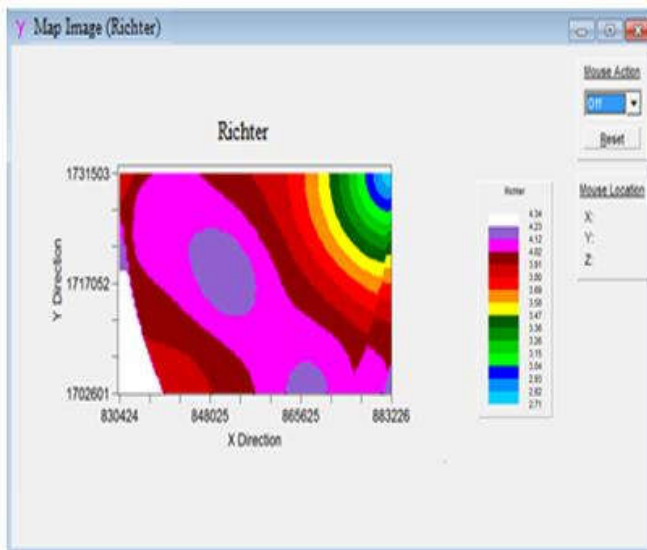 γ Map Image (Richter)
Mouse Action
Off
Reset
Mouse Location
X:
Y:
Z:
Richter
1731503
1717052
1702601
Y Direction
830424 848025 865625 883226
X Direction
Richter
4.34
4.23
4.12
4.02
3.91
3.80
3.69
3.58
3.47
3.36
3.26
3.15
3.04
2.93
2.82
2.71